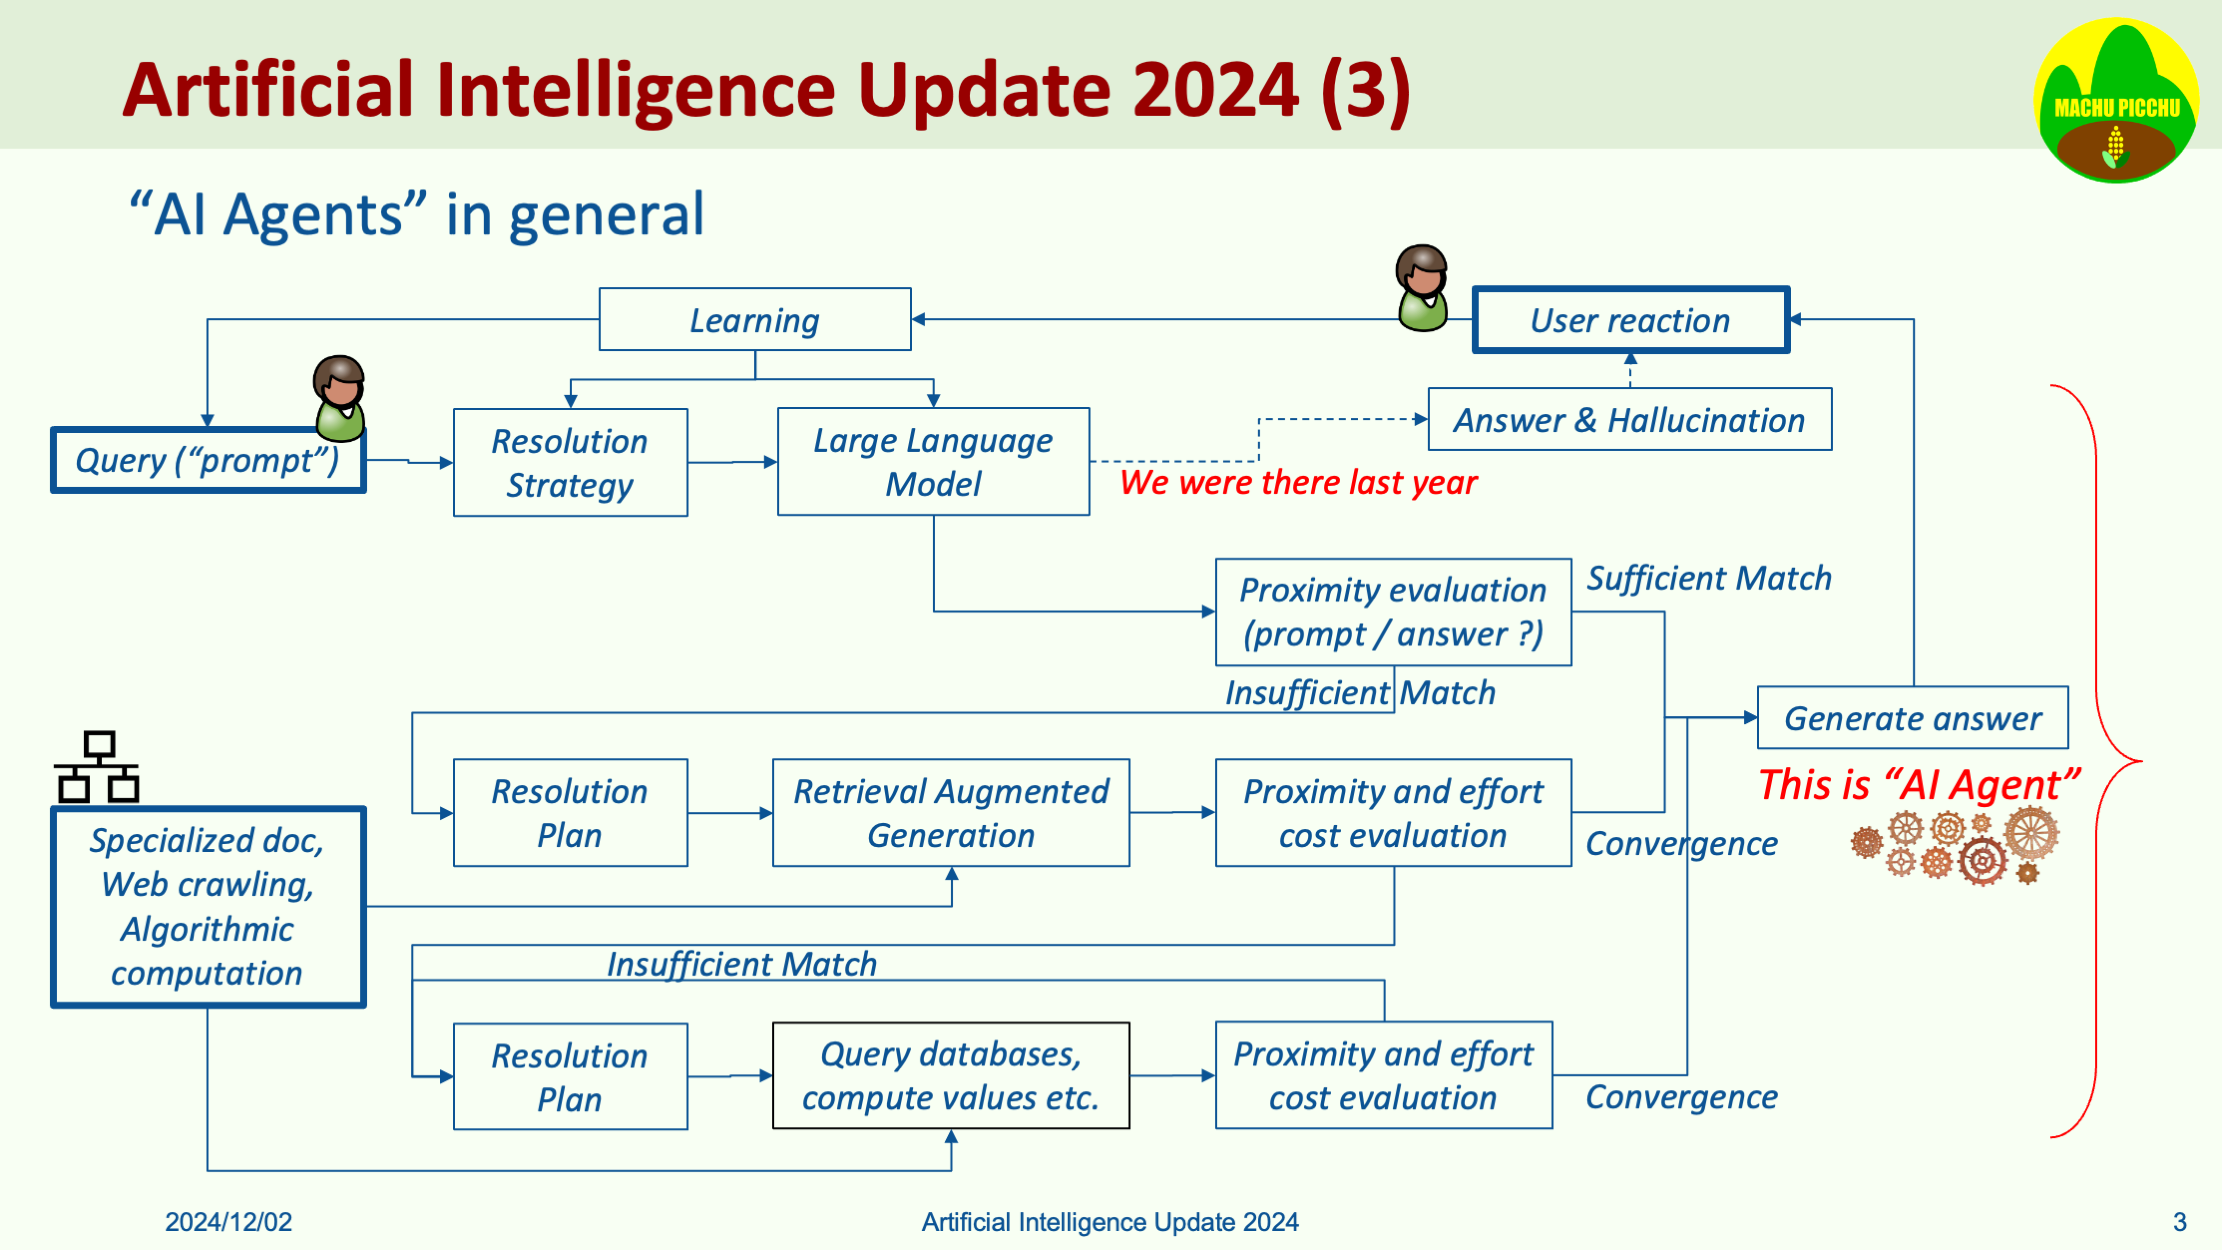 Artificial Intelligence Update 2024 (3)
MACHU PICCHU
“AI Agents” in general
Learning
User reaction
Query (“prompt”)
Resolution
Strategy
Large Language
Model
Answer & Hallucination
We were there last year
Proximity evaluation
(prompt / answer ?)
Sufficient Match
Insufficient Match
Generate answer
This is “AI Agent”
Resolution
Plan
Retrieval Augmented
Generation
Proximity and effort
cost evaluation
Convergence
Specialized doc,
Web crawling,
Algorithmic
computation
Insufficient Match
Resolution
Plan
Query databases,
compute values etc.
Proximity and effort
cost evaluation
Convergence
2024/12/02
Artificial Intelligence Update 2024
3